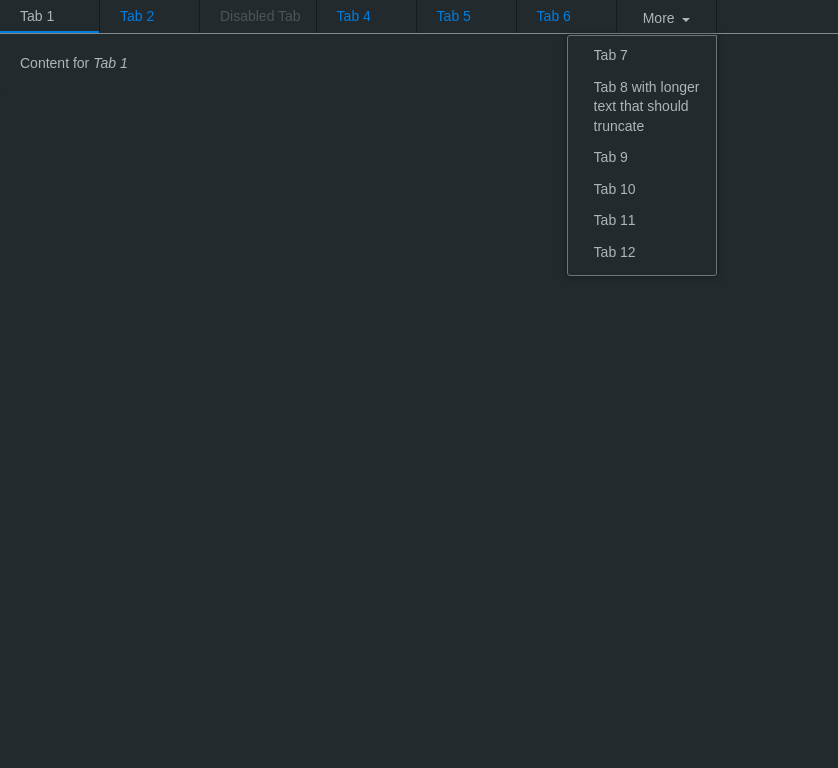 Tab 1 Tab 2 Disabled Tab Tab 4 Tab 5 Tab 6 More
Content for Tab 1
Tab 7
Tab 8 with longer
text that should
truncate
Tab 9
Tab 10
Tab 11
Tab 12